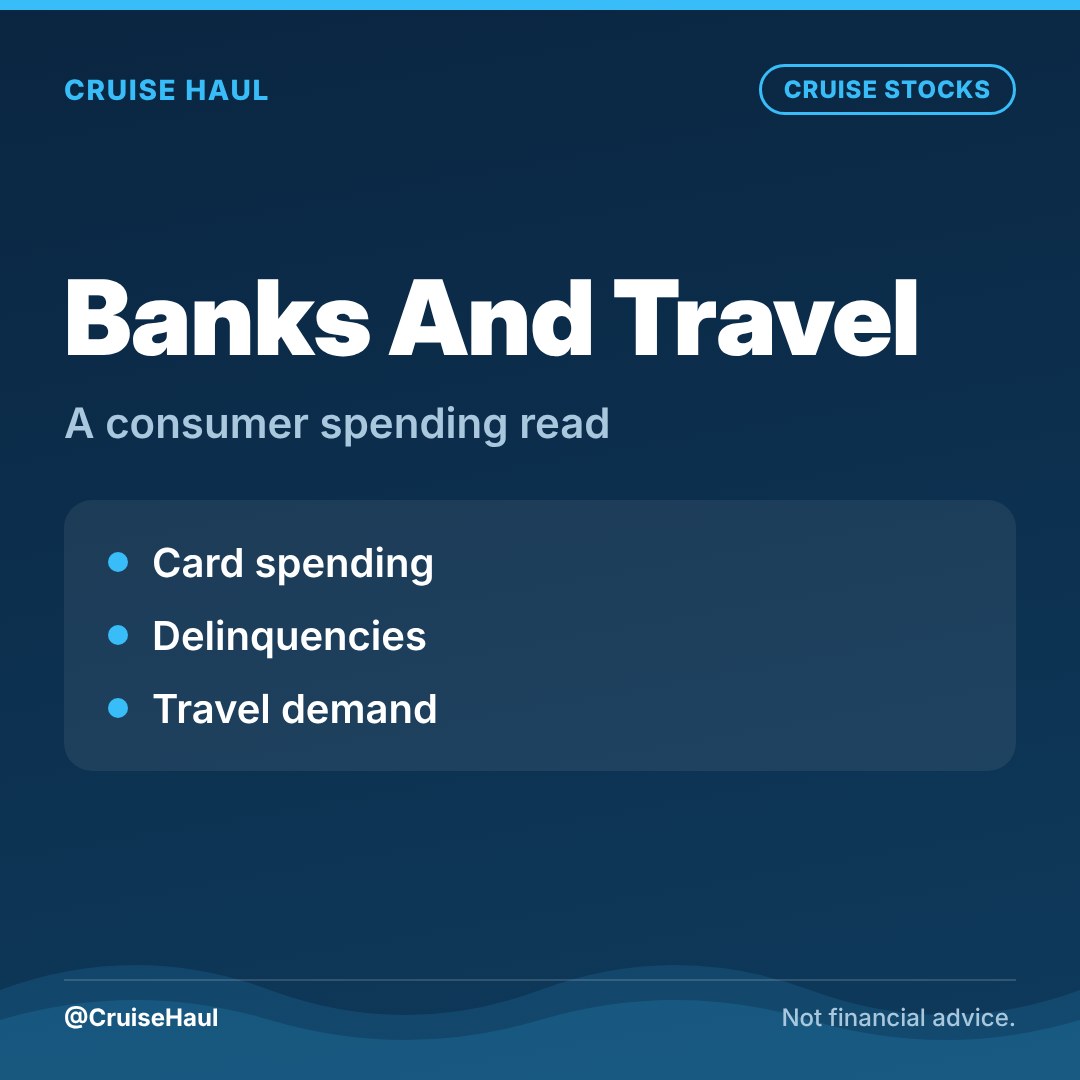 CRUISE HAUL
CRUISE STOCKS
Banks And Travel
A consumer spending read
Card spending
Delinquencies
Travel demand
@CruiseHaul
Not financial advice.